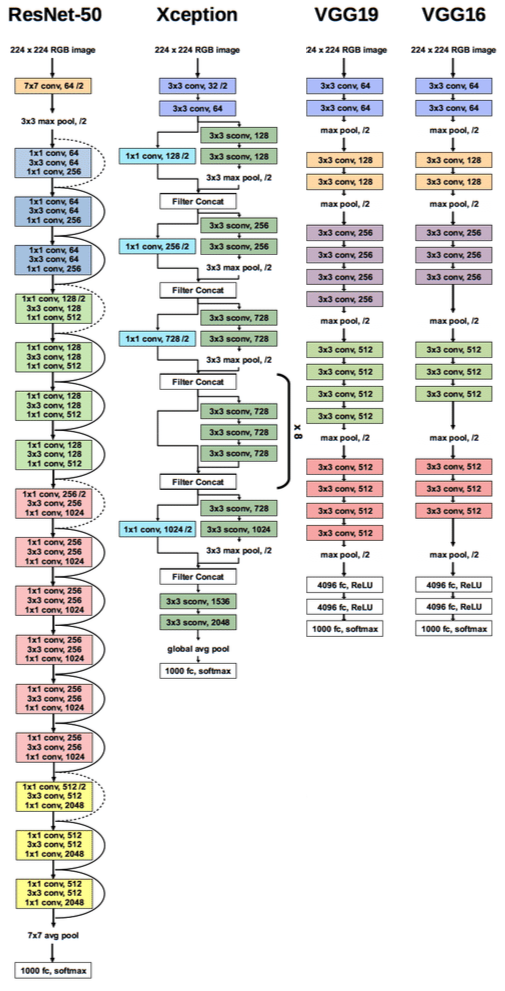 ResNet-50
224 x 224 RGB image
7x7 conv, 64 /2
3x3 max pool, /2
1x1 conv, 64
3x3 conv, 64
1x1 conv, 256
1x1 conv, 64
3x3 conv, 64
1x1 conv, 256
1x1 conv, 64
3x3 conv, 64
1x1 conv, 256
1x1 conv, 128 /2
3x3 conv, 128
1x1 conv, 512
1x1 conv, 128
3x3 conv, 128
1x1 conv, 512
1x1 conv, 128
3x3 conv, 128
1x1 conv, 512
1x1 conv, 128
3x3 conv, 128
1x1 conv, 512
1x1 conv, 256 /2
3x3 conv, 256
1x1 conv, 1024
1x1 conv, 256
3x3 conv, 256
1x1 conv, 1024
1x1 conv, 256
3x3 conv, 256
1x1 conv, 1024
1x1 conv, 256
3x3 conv, 256
1x1 conv, 1024
1x1 conv, 256
3x3 conv, 256
1x1 conv, 1024
1x1 conv, 256
3x3 conv, 256
1x1 conv, 1024
1x1 conv, 512 /2
3x3 conv, 512
1x1 conv, 2048
1x1 conv, 512
3x3 conv, 512
1x1 conv, 2048
1x1 conv, 512
3x3 conv, 512
1x1 conv, 2048
7x7 avg pool
1000 fc, softmax
Xception
224 x 224 RGB image
3x3 conv, 32 /2
3x3 conv, 64
3x3 sconv, 128
1x1 conv, 128 /2
3x3 sconv, 128
3x3 max pool, /2
Filter Concat
3x3 sconv, 256
1x1 conv, 256 /2
3x3 sconv, 256
3x3 max pool, /2
Filter Concat
3x3 sconv, 728
1x1 conv, 728 /2
3x3 sconv, 728
3x3 max pool, /2
Filter Concat
3x3 sconv, 728
3x3 sconv, 728
3x3 sconv, 728
x 8
Filter Concat
3x3 sconv, 728
1x1 conv, 1024 /2
3x3 sconv, 1024
3x3 max pool, /2
Filter Concat
3x3 sconv, 1536
3x3 sconv, 2048
global avg pool
1000 fc, softmax
VGG19
24 x 224 RGB image
3x3 conv, 64
3x3 conv, 64
max pool, /2
3x3 conv, 128
3x3 conv, 128
max pool, /2
3x3 conv, 256
3x3 conv, 256
3x3 conv, 256
3x3 conv, 256
max pool, /2
3x3 conv, 512
3x3 conv, 512
3x3 conv, 512
3x3 conv, 512
max pool, /2
3x3 conv, 512
3x3 conv, 512
3x3 conv, 512
3x3 conv, 512
max pool, /2
4096 fc, ReLU
4096 fc, ReLU
1000 fc, softmax
VGG16
224 x 224 RGB image
3x3 conv, 64
3x3 conv, 64
max pool, /2
3x3 conv, 128
3x3 conv, 128
max pool, /2
3x3 conv, 256
3x3 conv, 256
3x3 conv, 256
max pool, /2
3x3 conv, 512
3x3 conv, 512
3x3 conv, 512
max pool, /2
3x3 conv, 512
3x3 conv, 512
3x3 conv, 512
max pool, /2
4096 fc, ReLU
4096 fc, ReLU
1000 fc, softmax